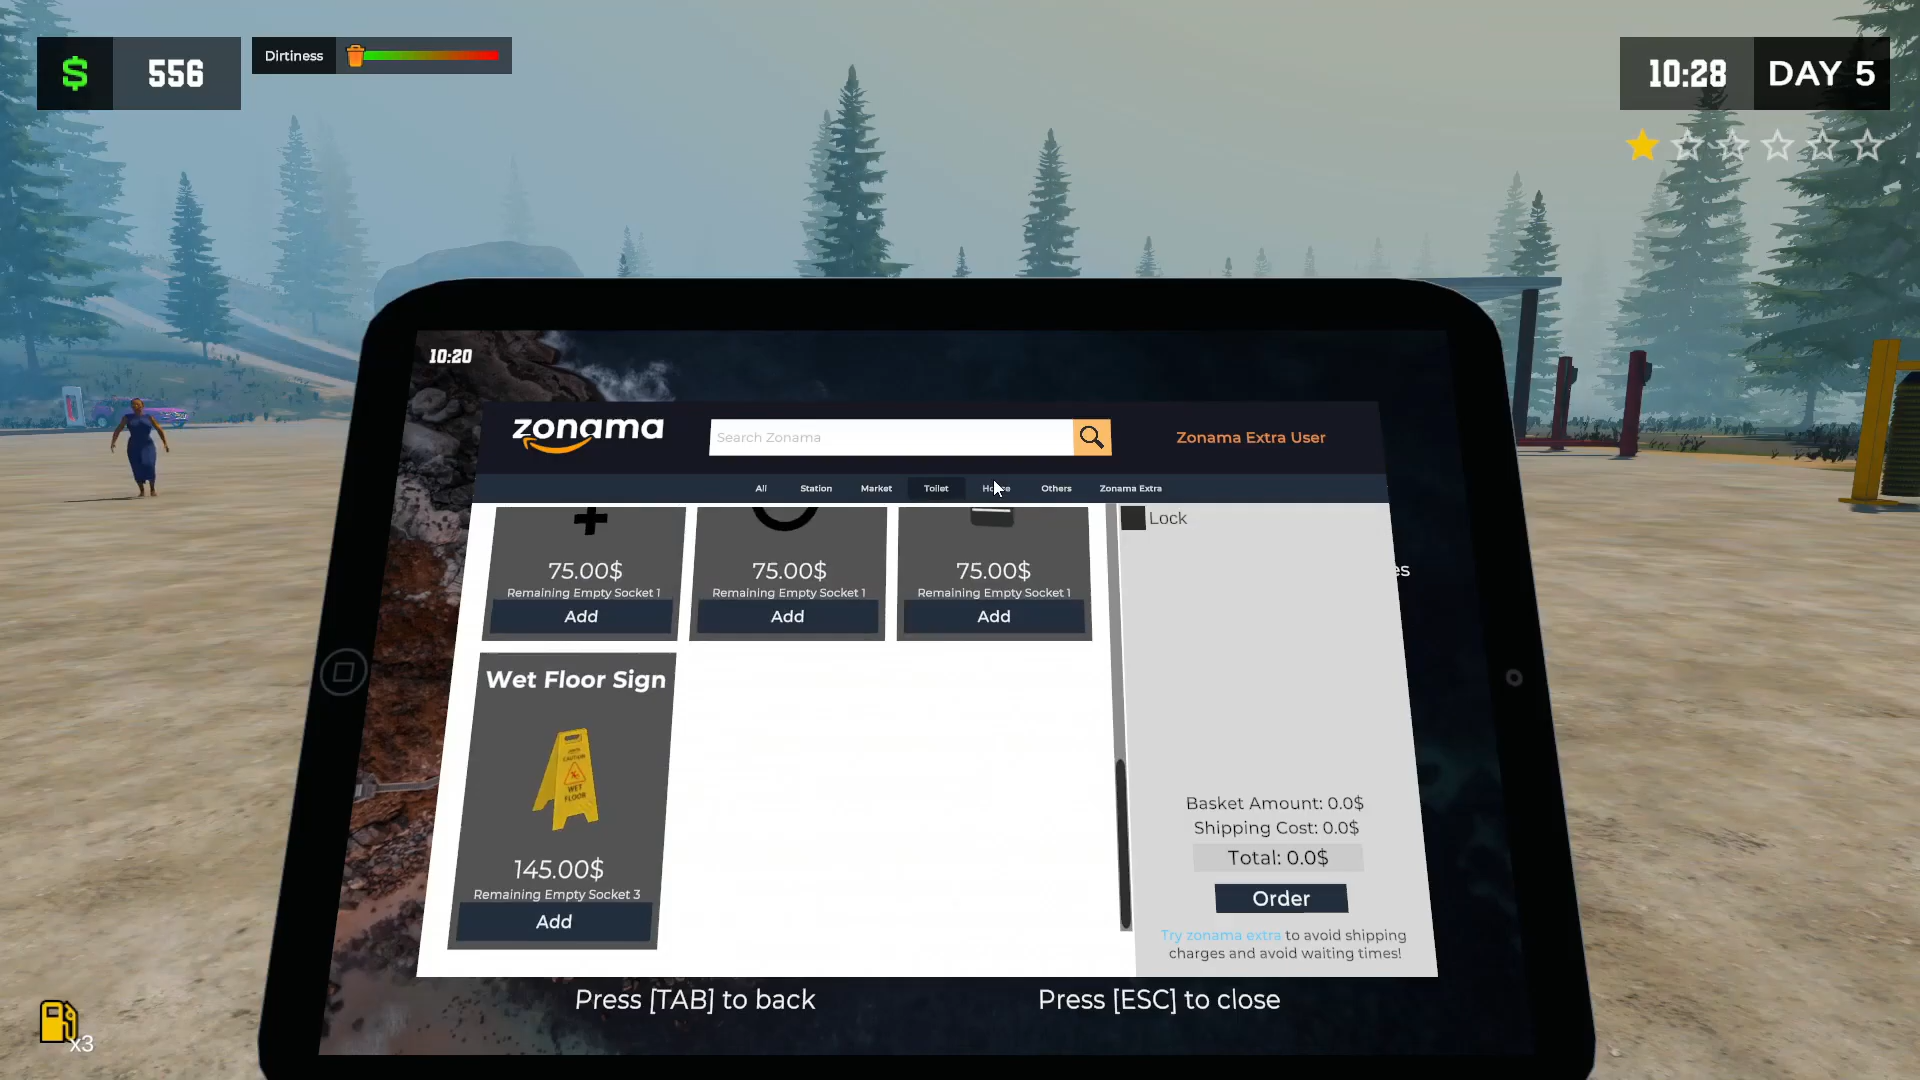 $ 556
Dirtiness
10:28 DAY 5
10:20
zonama
Search Zonama
Zonama Extra User
All Station Market Toilet Others Zonama Extra
Lock
75.00$ 75.00$ 75.00$
Remaining Empty Socket 1 Remaining Empty Socket 1 Remaining Empty Socket 1
Add Add Add
es
Wet Floor Sign
CAUTION
WET
FLOOR
145.00$
Remaining Empty Socket 3
Add
Basket Amount: 0.0$
Shipping Cost: 0.0$
Total: 0.0$
Order
Try zonama extra to avoid shipping
charges and avoid waiting times!
Press [TAB] to back
Press [ESC] to close
x3